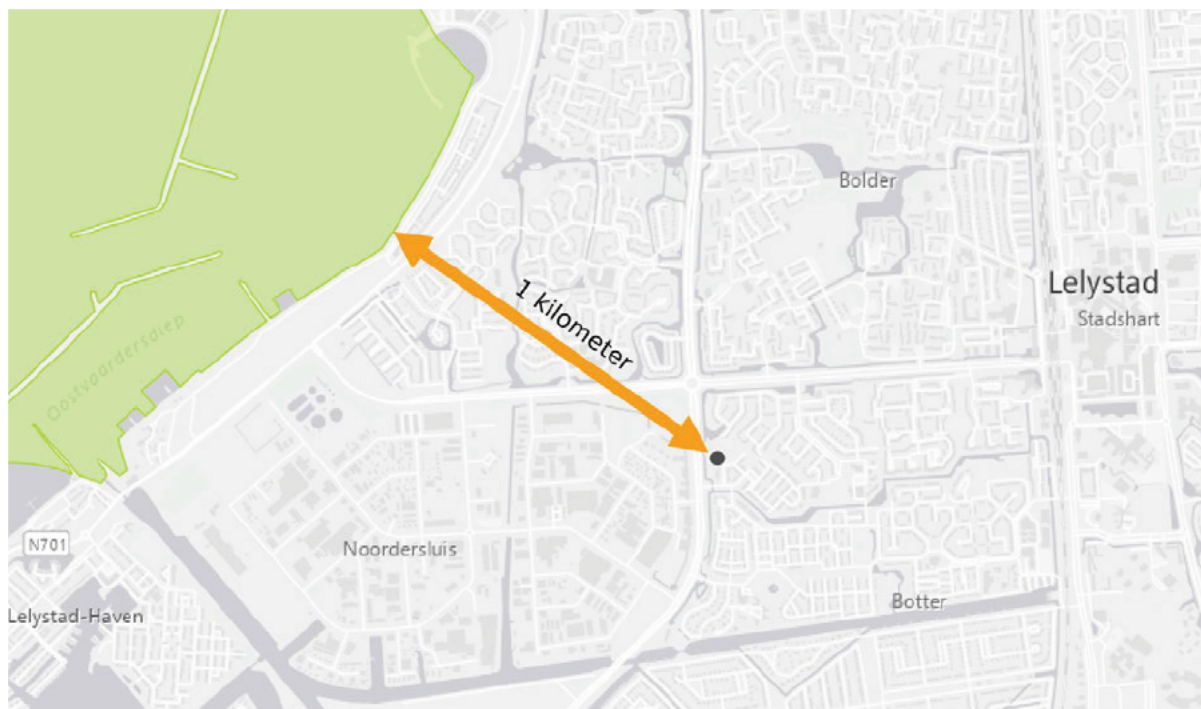 Bolder
Lelystad
Stadshart
1 kilometer
Oostvaardersdiep
Noordersluis
N701
Botter
Lelystad-Haven